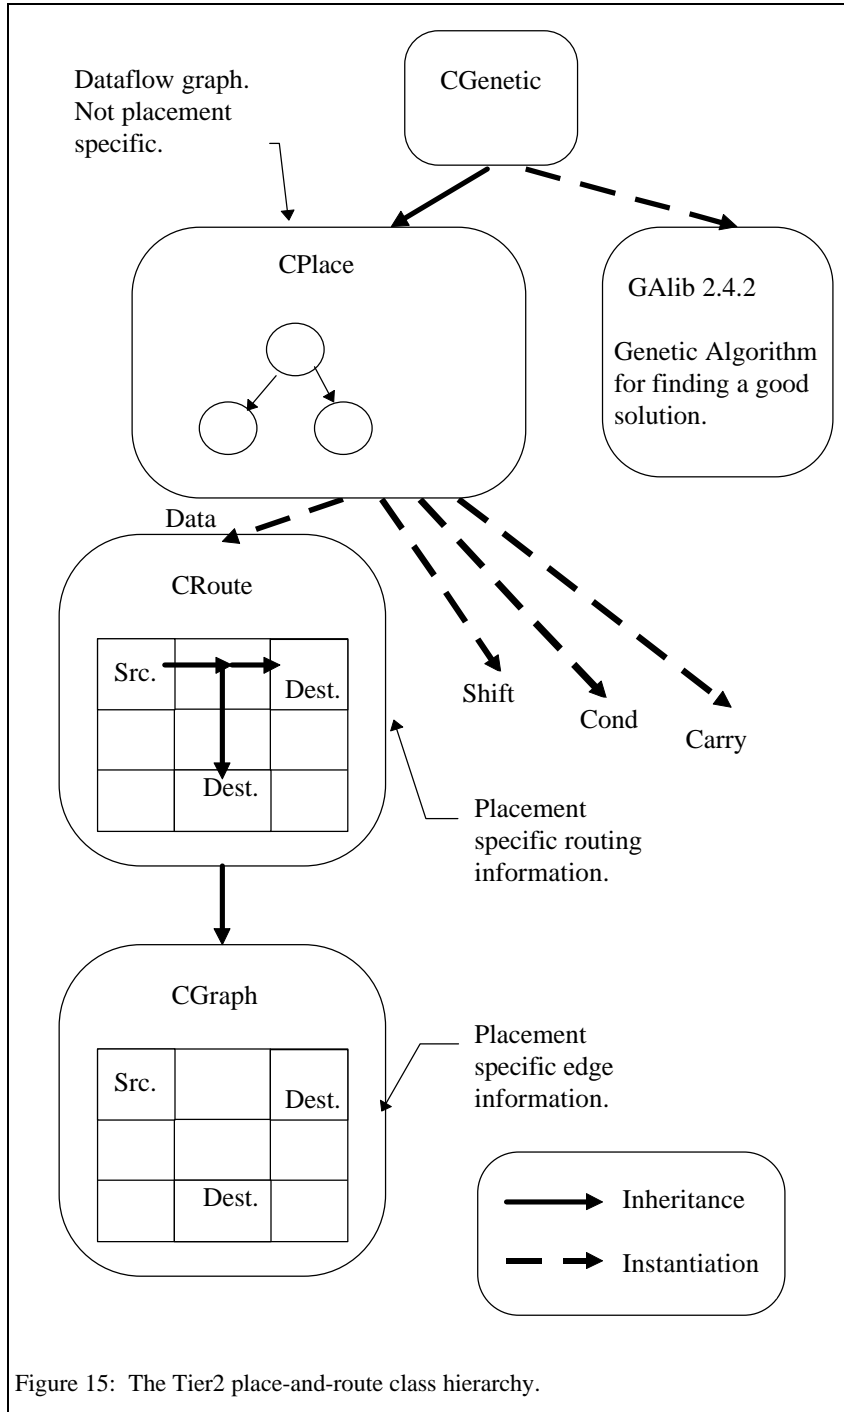 Dataflow graph.
Not placement
specific.
CGenetic
CPlace
GAlib 2.4.2
Genetic Algorithm
for finding a good
solution.
Data
CRoute
Src.
Dest.
Dest.
Shift
Cond
Carry
Placement
specific routing
information.
CGraph
Src.
Dest.
Dest.
Placement
specific edge
information.
Inheritance
Instantiation
Figure 15:  The Tier2 place-and-route class hierarchy.